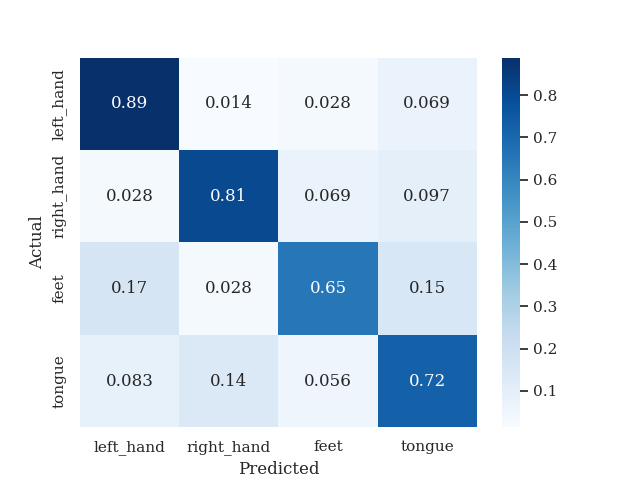 left_hand 0.89 0.014 0.028 0.069
right_hand 0.028 0.81 0.069 0.097
feet 0.17 0.028 0.65 0.15
tongue 0.083 0.14 0.056 0.72
Actual
left_hand right_hand feet tongue
Predicted
0.8
0.7
0.6
0.5
0.4
0.3
0.2
0.1